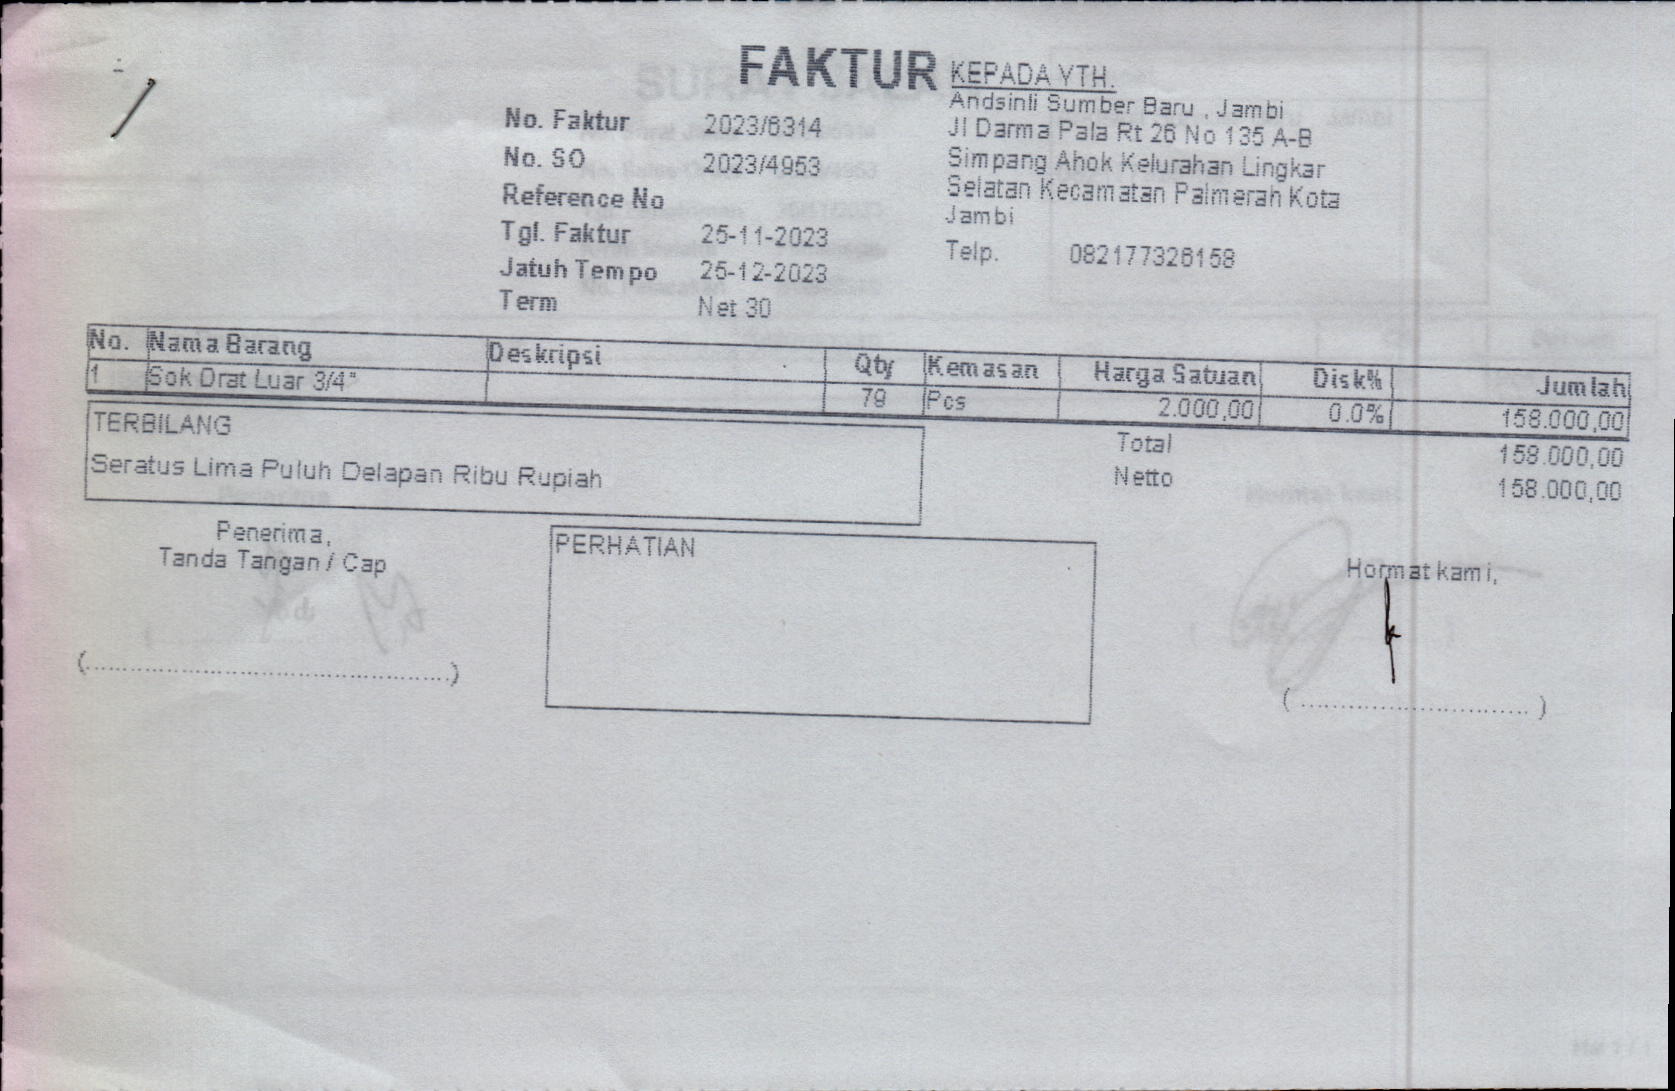 FAKTUR
No. Faktur 2023/6314
No. SO 2023/4953
Reference No
Tgl. Faktur 25-11-2023
Jatuh Tempo 25-12-2023
Term Net 30
KEPADA YTH.
Andsinli Sumber Baru , Jambi
Jl Darma Pala Rt 26 No 135 A-B
Simpang Ahok Kelurahan Lingkar
Selatan Kecamatan Palmerah Kota
Jambi
Telp. 082177326158
No. Nama Barang Deskripsi Qty Kemasan Harga Satuan Disk% Jumlah
1 Sok Drat Luar 3/4" 79 Pcs 2.000,00 0.0% 158.000,00
Total 158.000,00
Netto 158.000,00
TERBILANG
Seratus Lima Puluh Delapan Ribu Rupiah
Penerima,
Tanda Tangan / Cap
(..................................................)
PERHATIAN
Hormat kami,
(................................)